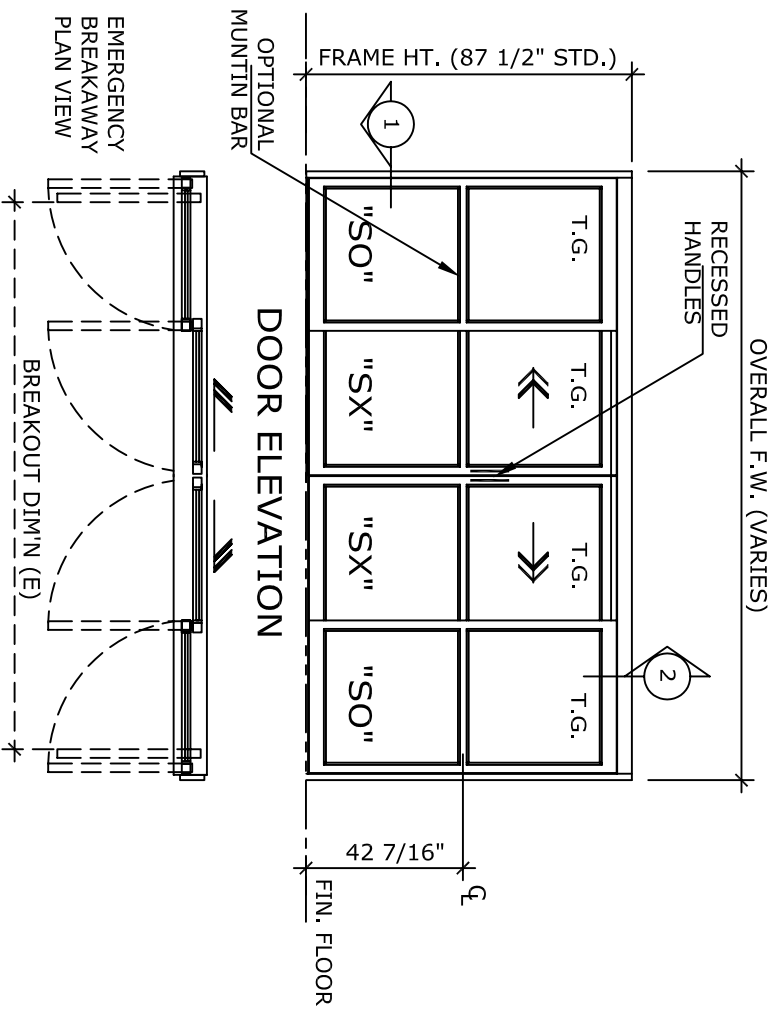 OVERALL F.W. (VARIES)
RECESSED
HANDLES
FRAME HT. (87 1/2" STD.)
T.G.
T.G.
T.G.
T.G.
2
1
OPTIONAL
MUNTIN BAR
"SO"
"SX"
"SX"
"SO"
42 7/16"
CL
FIN. FLOOR
DOOR ELEVATION
EMERGENCY
BREAKAWAY
PLAN VIEW
BREAKOUT DIM'N (E)